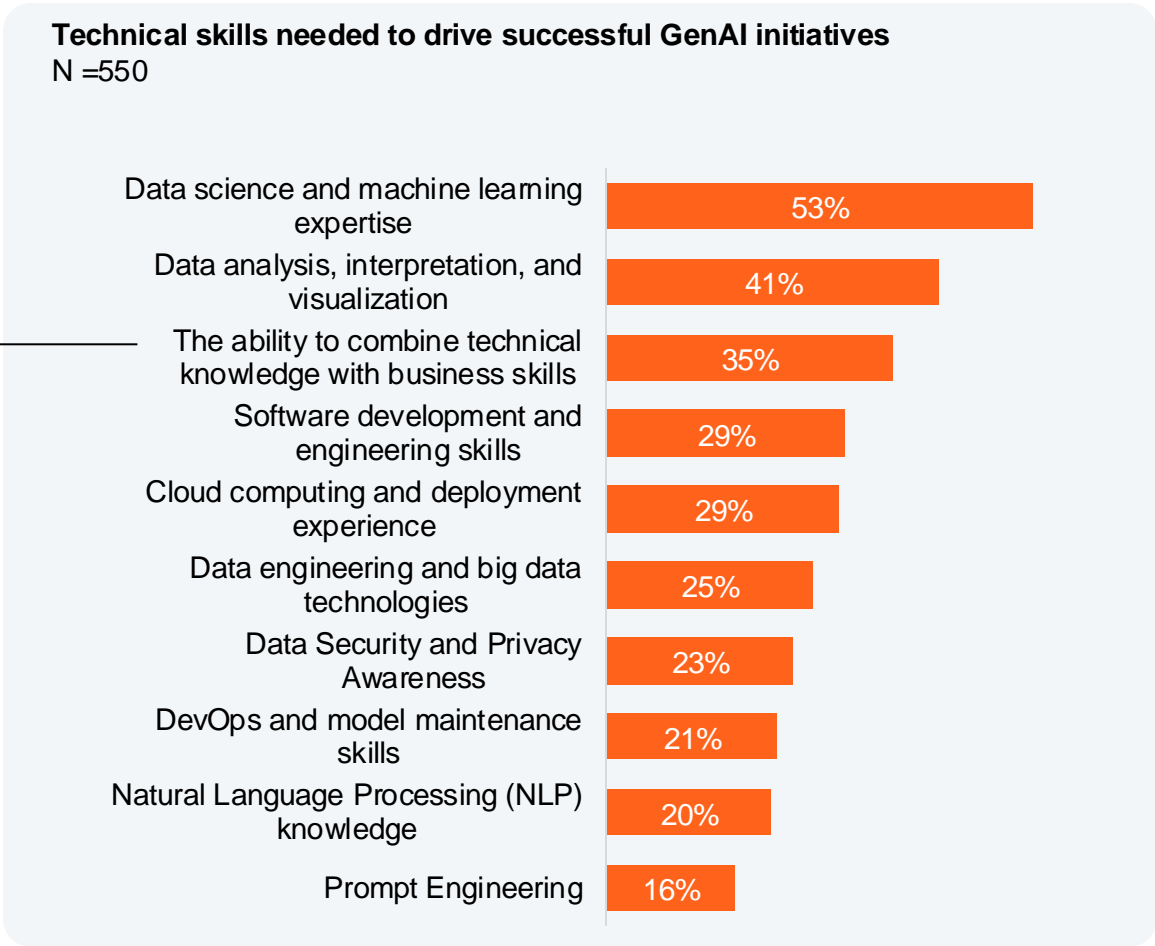 Technical skills needed to drive successful GenAI initiatives
N =550
Data science and machine learning
expertise
53%
Data analysis, interpretation, and
visualization
41%
The ability to combine technical
knowledge with business skills
35%
Software development and
engineering skills
29%
Cloud computing and deployment
experience
29%
Data engineering and big data
technologies
25%
Data Security and Privacy
Awareness
23%
DevOps and model maintenance
skills
21%
Natural Language Processing (NLP)
knowledge
20%
Prompt Engineering
16%